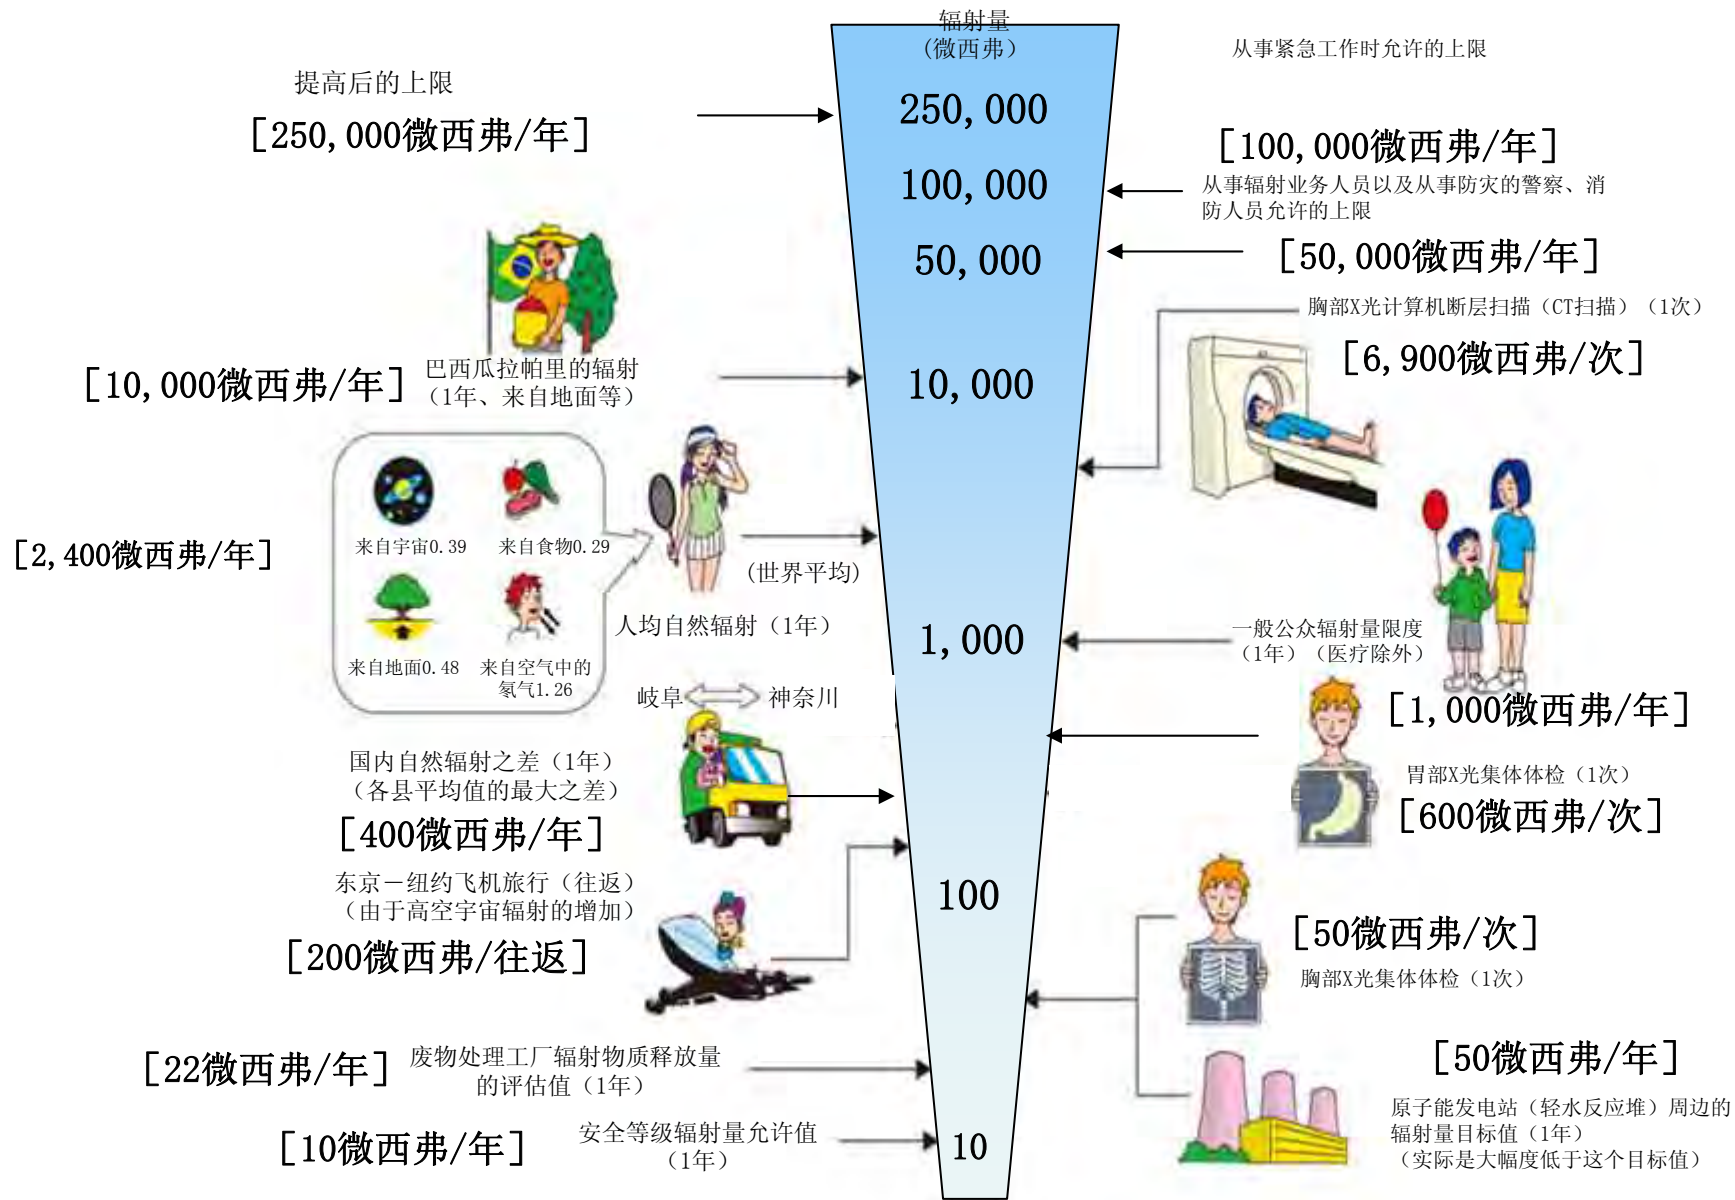 辐射量
(微西弗)
从事紧急工作时允许的上限
提高后的上限
[250,000微西弗/年]
250,000
[100,000微西弗/年]
100,000
从事辐射业务人员以及从事防灾的警察、消
防人员允许的上限
50,000
[50,000微西弗/年]
胸部X光计算机断层扫描（CT扫描）（1次）
[6,900微西弗/次]
[10,000微西弗/年]
巴西瓜拉帕里的辐射
（1年、来自地面等）
10,000
来自宇宙0.39
来自食物0.29
[2,400微西弗/年]
(世界平均)
人均自然辐射（1年）
来自地面0.48
来自空气中的
氡气1.26
1,000
一般公众辐射量限度
（1年）（医疗除外）
[1,000微西弗/年]
岐阜
神奈川
国内自然辐射之差（1年）
（各县平均值的最大之差）
[400微西弗/年]
胃部X光集体体检（1次）
[600微西弗/次]
东京－纽约飞机旅行（往返）
（由于高空宇宙辐射的增加）
[200微西弗/往返]
100
[50微西弗/次]
胸部X光集体体检（1次）
[22微西弗/年]
废物处理工厂辐射物质释放量
的评估值（1年）
[50微西弗/年]
原子能发电站（轻水反应堆）周边的
辐射量目标值（1年）
（实际是大幅度低于这个目标值）
[10微西弗/年]
安全等级辐射量允许值
（1年）
10